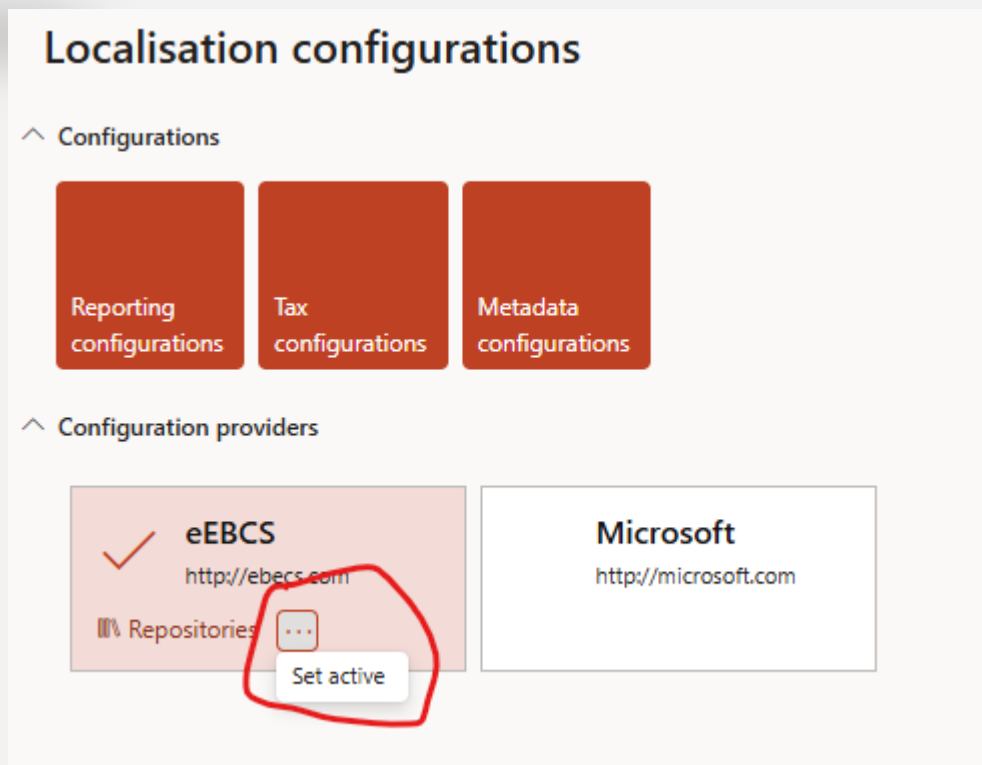 Localisation configurations
Configurations
Reporting
configurations
Tax
configurations
Metadata
configurations
Configuration providers
eEBCS
http://ebecs.com
Repositories
...
Set active
Microsoft
http://microsoft.com